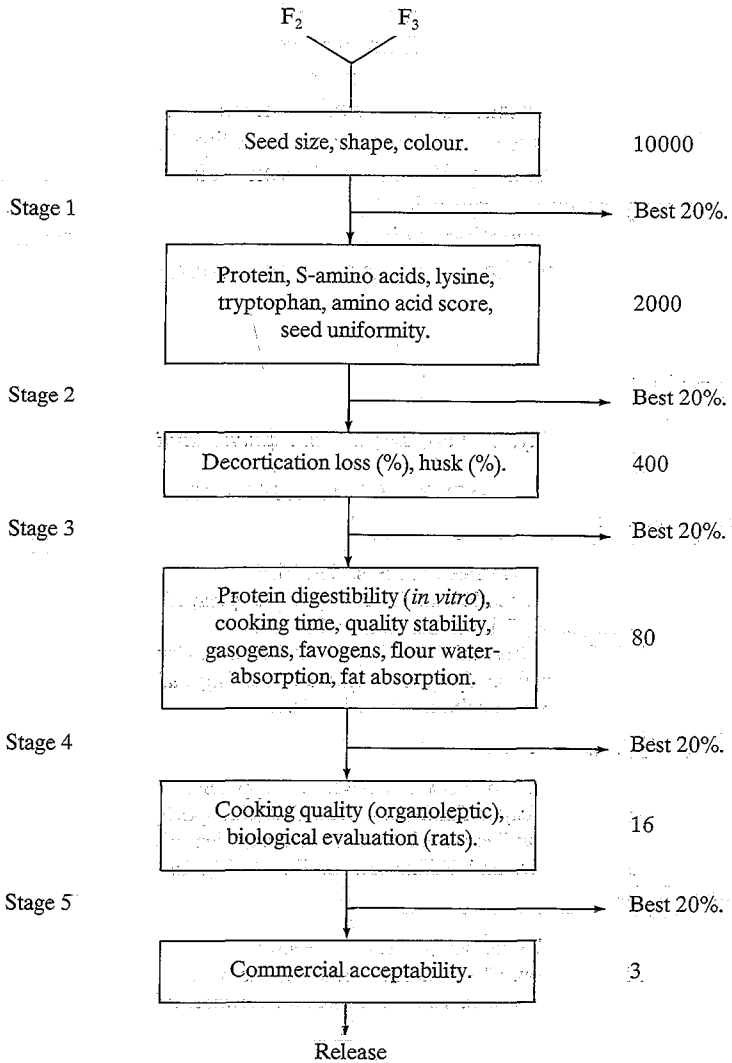 F2 F3
Seed size, shape, colour. 10000
Stage 1 Best 20%.
Protein, S-amino acids, lysine,
tryptophan, amino acid score, 2000
seed uniformity.
Stage 2 Best 20%.
Decortication loss (%), husk (%). 400
Stage 3 Best 20%.
Protein digestibility (in vitro),
cooking time, quality stability, 80
gasogens, favogens, flour water-
absorption, fat absorption.
Stage 4 Best 20%.
Cooking quality (organoleptic), 16
biological evaluation (rats).
Stage 5 Best 20%.
Commercial acceptability. 3
Release